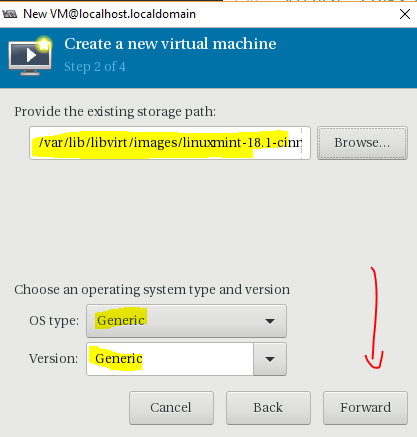 New VM@localhost.localdomain
Create a new virtual machine
Step 2 of 4
Provide the existing storage path:
/var/lib/libvirt/images/linuxmint-18.1-cinn
Browse...
Choose an operating system type and version
OS type: Generic
Version: Generic
Cancel Back Forward